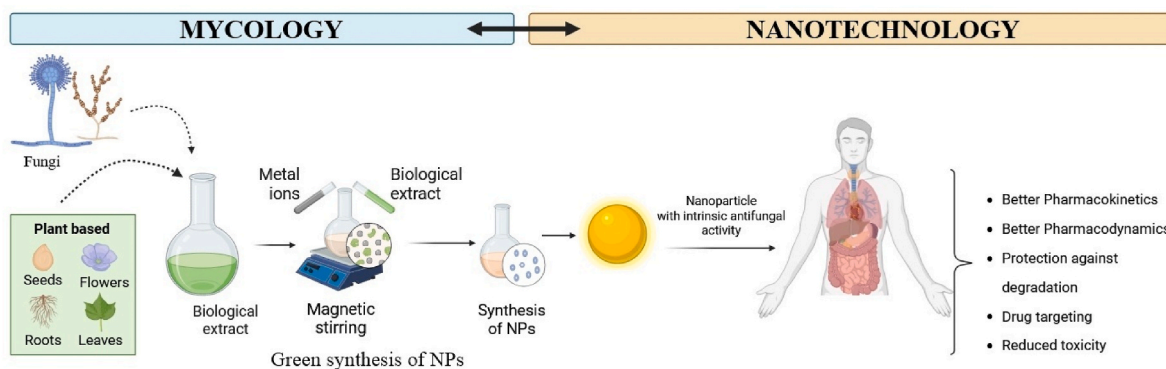 MYCOLOGY
NANOTECHNOLOGY
Fungi
Plant based
Seeds
Flowers
Roots
Leaves
Biological
extract
Metal
ions
Biological
extract
Magnetic
stirring
Synthesis
of NPs
Green synthesis of NPs
Nanoparticle
with intrinsic antifungal
activity
• Better Pharmacokinetics
• Better Pharmacodynamics
• Protection against
degradation
• Drug targeting
• Reduced toxicity